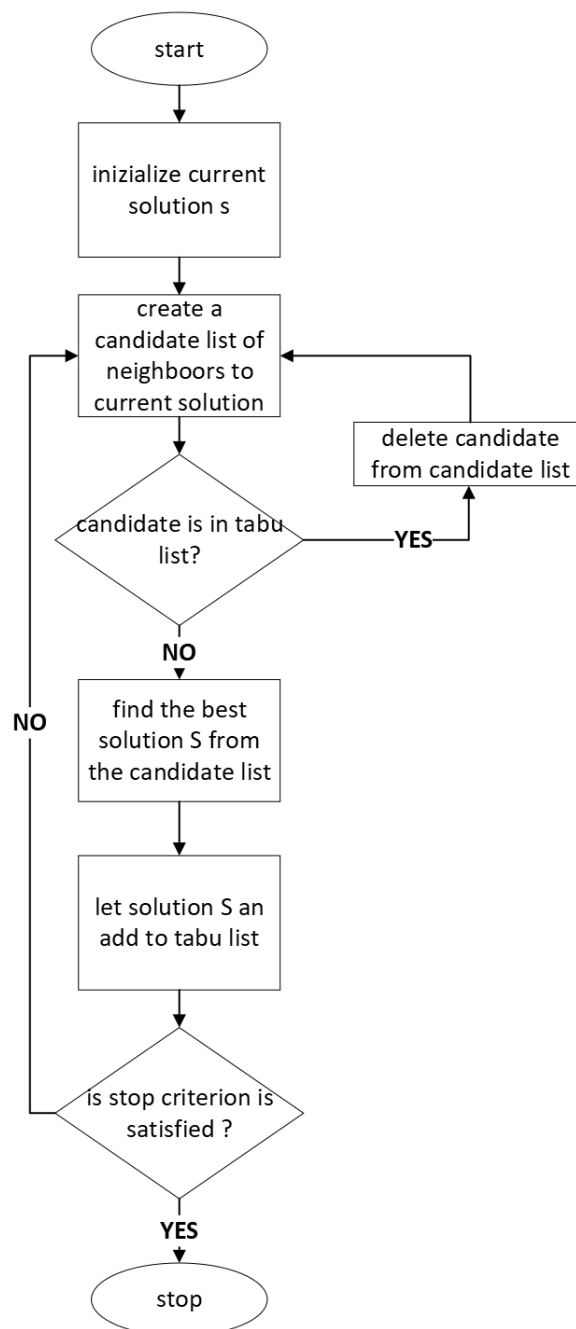 start
inizialize current
solution s
create a
candidate list of
neighboors to
current solution
delete candidate
from candidate list
candidate is in tabu
list?
YES
NO
find the best
solution S from
the candidate list
NO
let solution S an
add to tabu list
is stop criterion is
satisfied ?
YES
stop